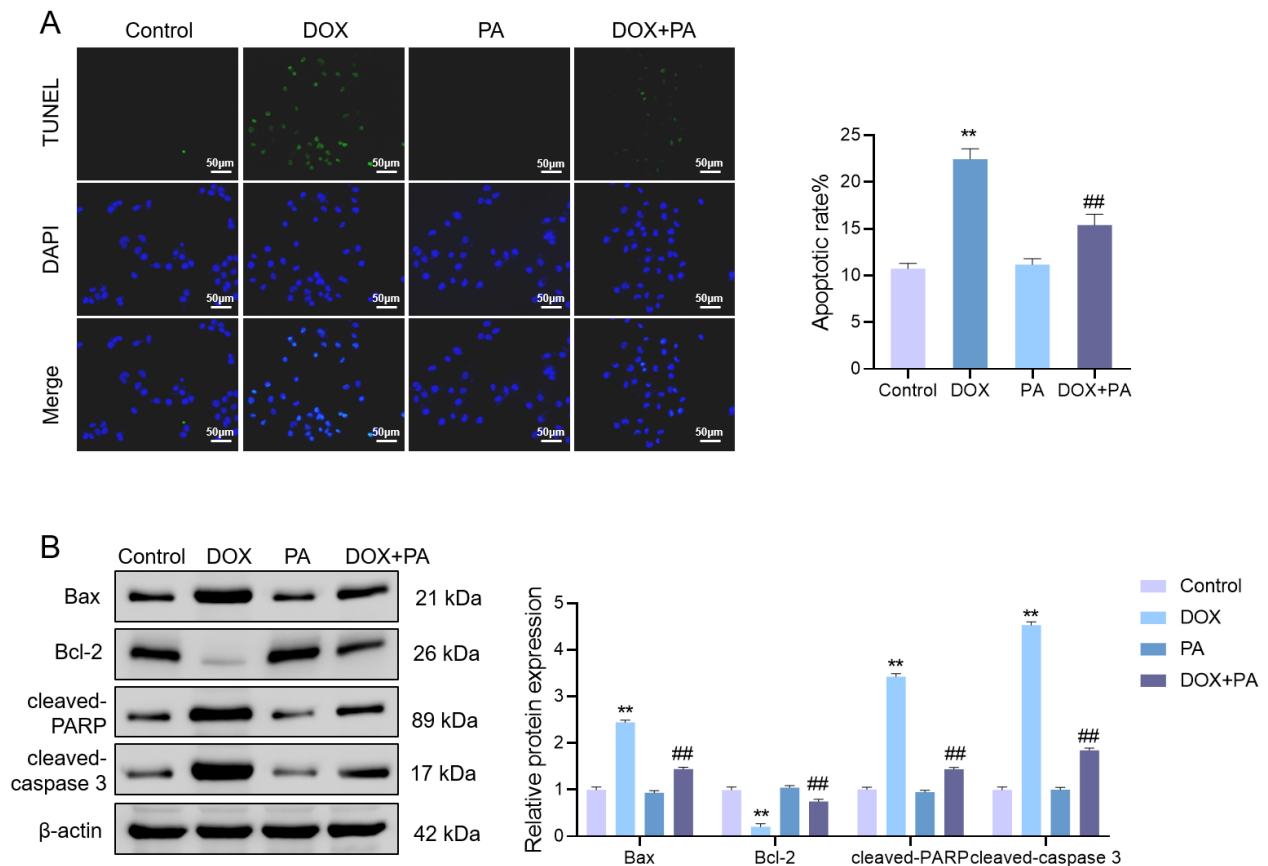 A
Control DOX PA DOX+PA
TUNEL
50μm 50μm 50μm 50μm
DAPI
50μm 50μm 50μm 50μm
Merge
50μm 50μm 50μm 50μm
Apoptotic rate%
25
20
15
10
5
0
**
##
Control DOX PA DOX+PA
B
Control DOX PA DOX+PA
Bax 21 kDa
Bcl-2 26 kDa
cleaved-
PARP 89 kDa
cleaved-
caspase 3 17 kDa
β-actin 42 kDa
Relative protein expression
5
4
3
2
1
0
**
##
**
##
**
##
**
##
Bax Bcl-2 cleaved-PARP cleaved-caspase 3
Control
DOX
PA
DOX+PA